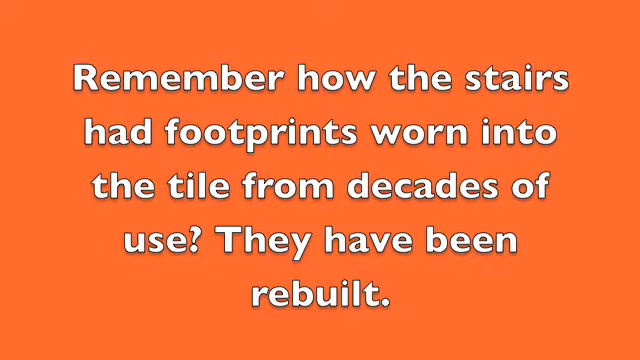 Remember how the stairs
had footprints worn into
the tile from decades of
use? They have been
rebuilt.